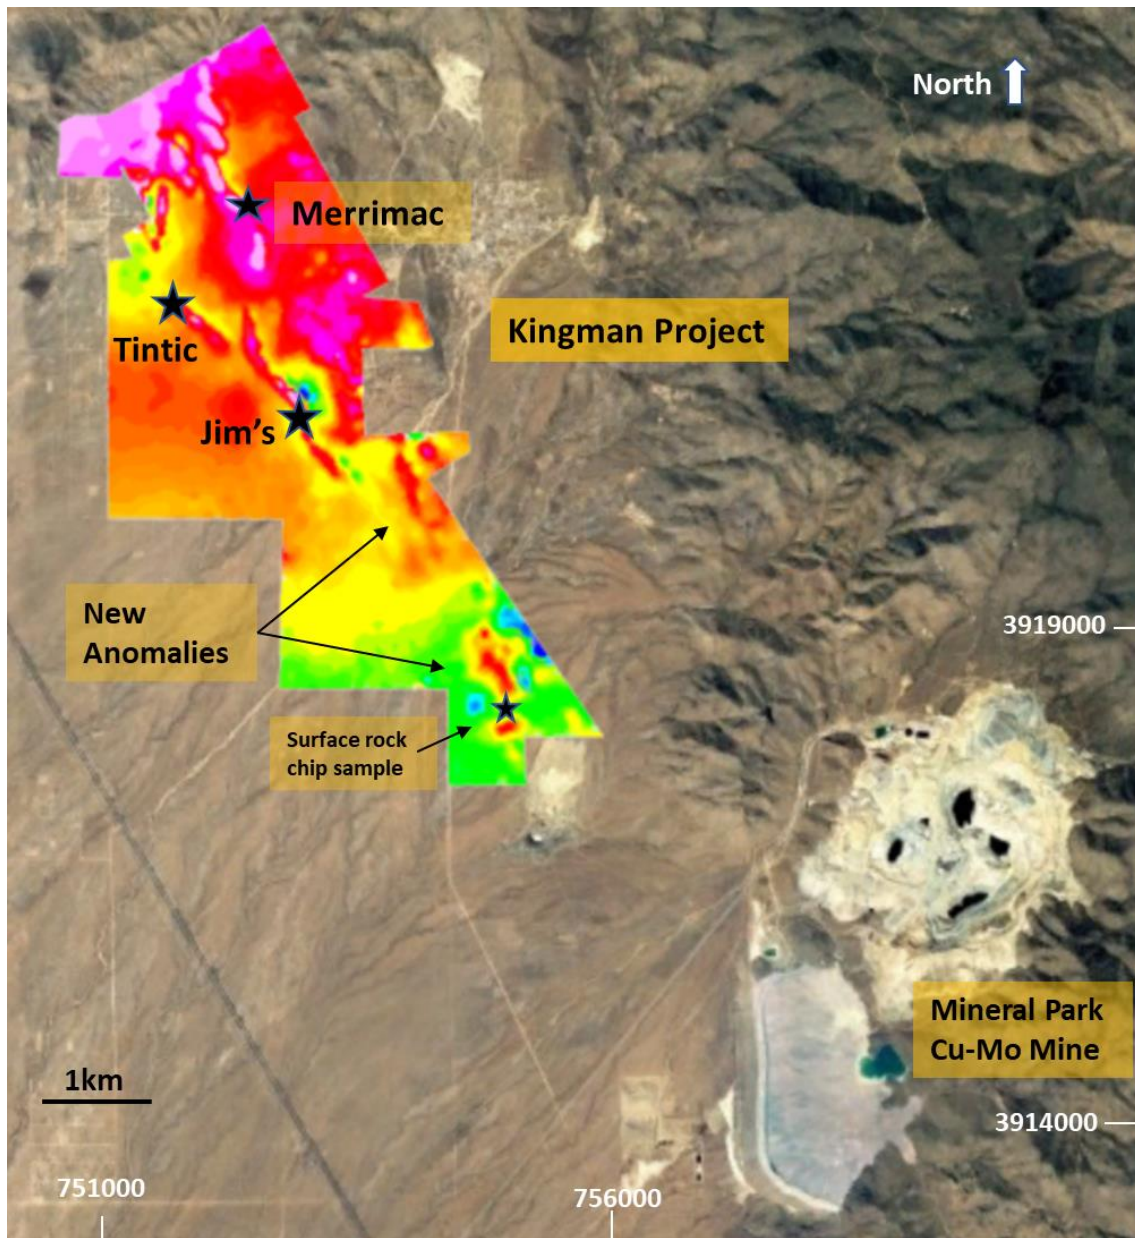 North
Merrimac
Kingman Project
Tintic
Jim's
New
Anomalies
3919000
Surface rock
chip sample
Mineral Park
Cu-Mo Mine
1km
3914000
751000
756000